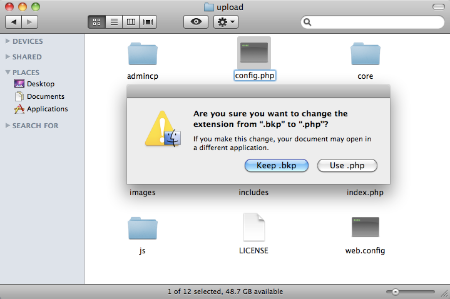 upload
DEVICES
SHARED
PLACES
Desktop
Documents
Applications
SEARCH FOR
admincp
config.php
core
Are you sure you want to change the
extension from ".bkp" to ".php"?
If you make this change, your document may open in
a different application.
Keep .bkp
Use .php
images
includes
index.php
js
LICENSE
web.config
1 of 12 selected, 48.7 GB available